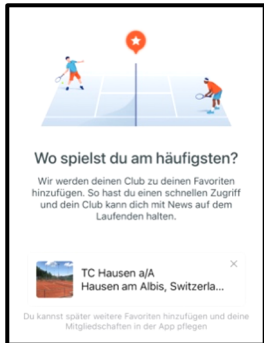 Wo spielst du am häufigsten?
Wir werden deinen Club zu deinen Favoriten
hinzufügen. So hast du einen schnellen Zugriff
und dein Club kann dich mit News auf dem
Laufenden halten.
TC Hausen a/A
Hausen am Albis, Switzerla...
Du kannst später weitere Favoriten hinzufügen und deine
Mitgliedschaften in der App pflegen